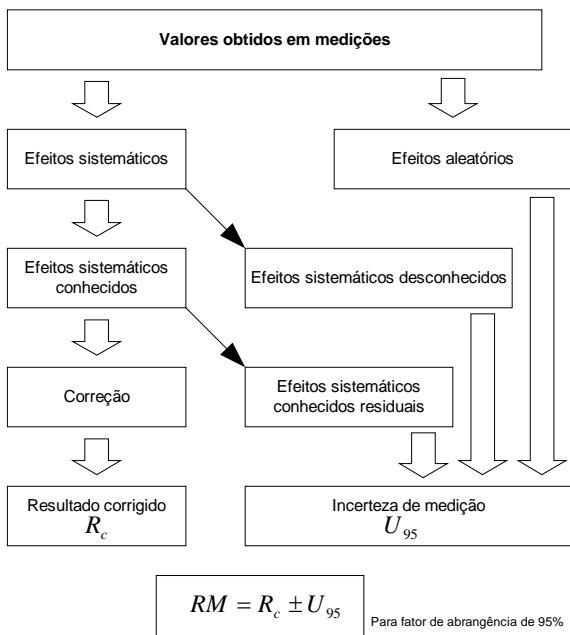 Valores obtidos em medições
Efeitos sistemáticos
Efeitos aleatórios
Efeitos sistemáticos
conhecidos
Efeitos sistemáticos desconhecidos
Correção
Efeitos sistemáticos
conhecidos residuais
Resultado corrigido
R_c
Incerteza de medição
U_95
RM = R_c ± U_95
Para fator de abrangência de 95%